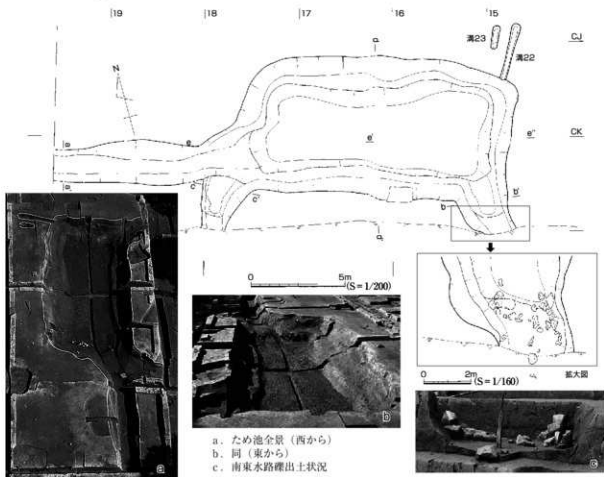 19 18 17 16 15
溝23
溝22
CJ
N
a
e
e'
e''
CK
a
a'
c'
c''
b
b'
0 5m (S=1/200)
0 2m (S=1/160) 拡大図
a
b
c
a．ため池全景（西から）
b．同（東から）
c．南東水路礫出土状況